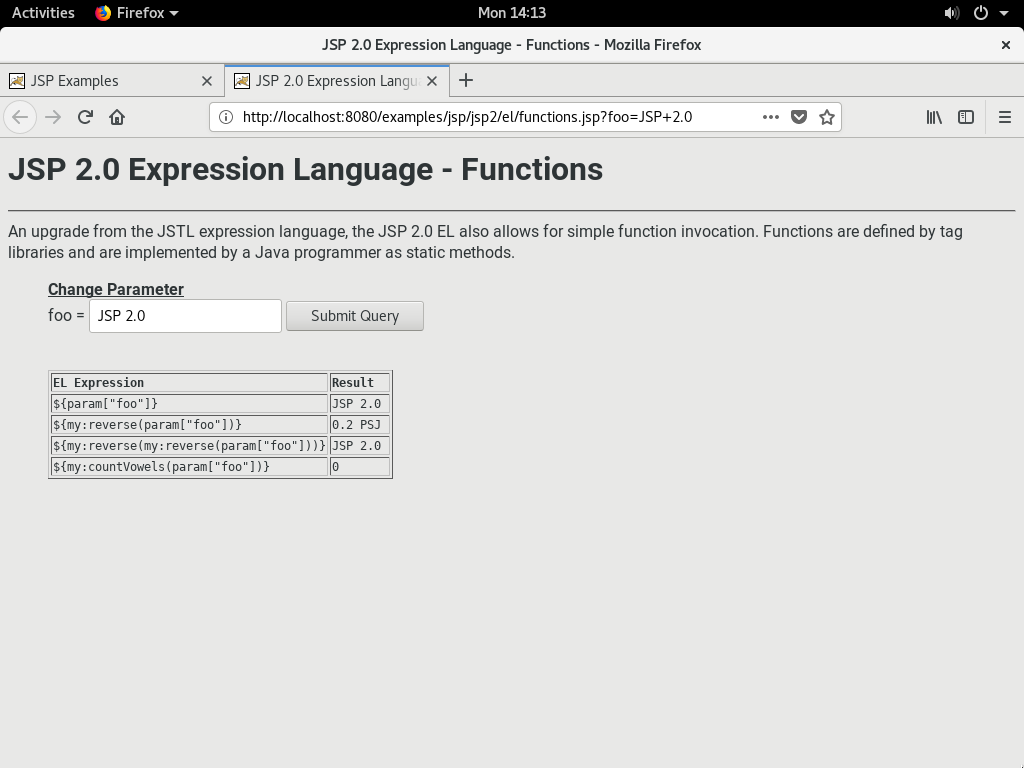 Activities Firefox Mon 14:13
JSP 2.0 Expression Language - Functions - Mozilla Firefox
JSP Examples JSP 2.0 Expression Langu
http://localhost:8080/examples/jsp/jsp2/el/functions.jsp?foo=JSP+2.0
JSP 2.0 Expression Language - Functions
An upgrade from the JSTL expression language, the JSP 2.0 EL also allows for simple function invocation. Functions are defined by tag
libraries and are implemented by a Java programmer as static methods.
Change Parameter
foo = JSP 2.0 Submit Query
EL Expression Result
${param["foo"]} JSP 2.0
${my:reverse(param["foo"])} 0.2 PSJ
${my:reverse(my:reverse(param["foo"]))} JSP 2.0
${my:countVowels(param["foo"])} 0